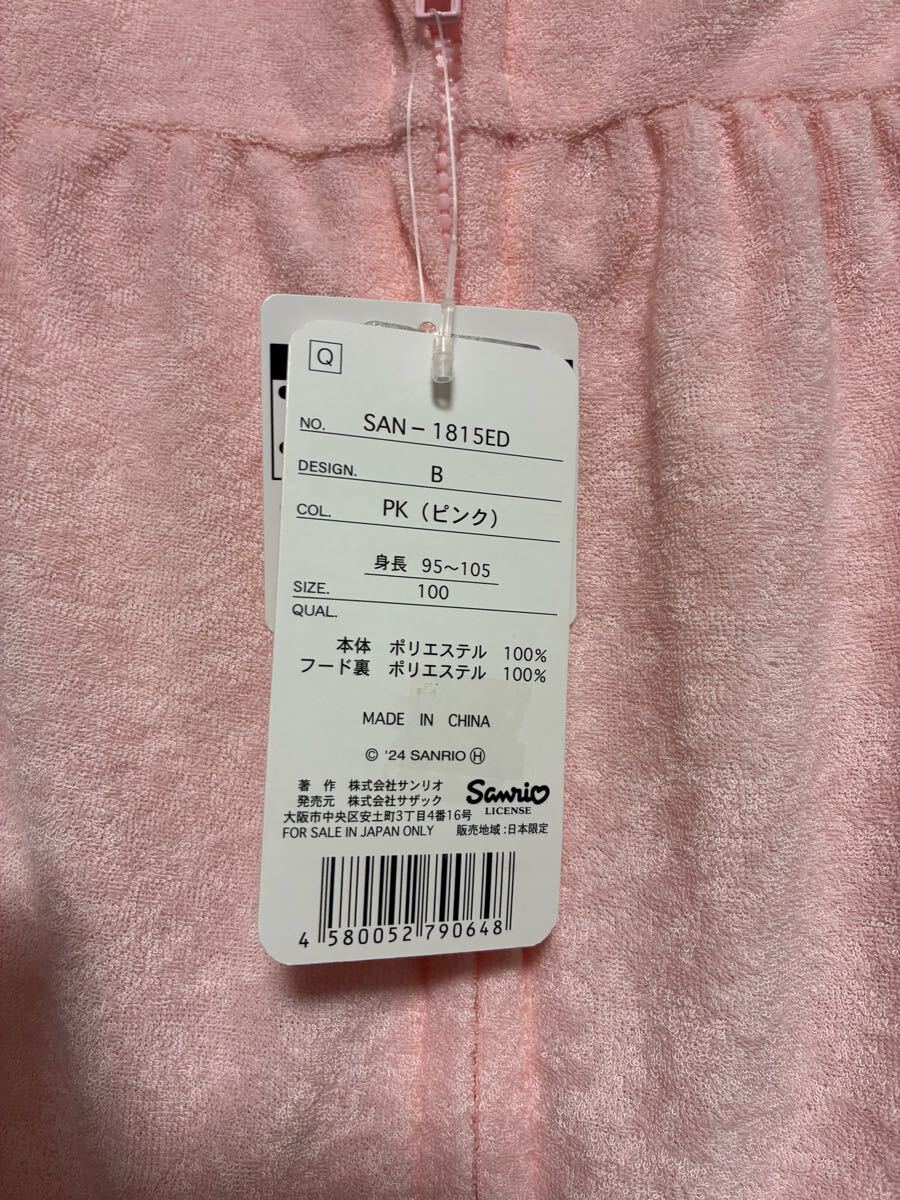 Q
NO. SAN-1815ED
DESIGN. B
COL. PK (ピンク)
身長 95～105
SIZE. 100
QUAL.
本体 ポリエステル 100%
フード裏 ポリエステル 100%
MADE IN CHINA
© '24 SANRIO Ⓗ
著 作 株式会社サンリオ
発売元 株式会社サザック
Sanrio
LICENSE
大阪市中央区安土町3丁目4番16号
FOR SALE IN JAPAN ONLY 販売地域:日本限定
4 580052 790648